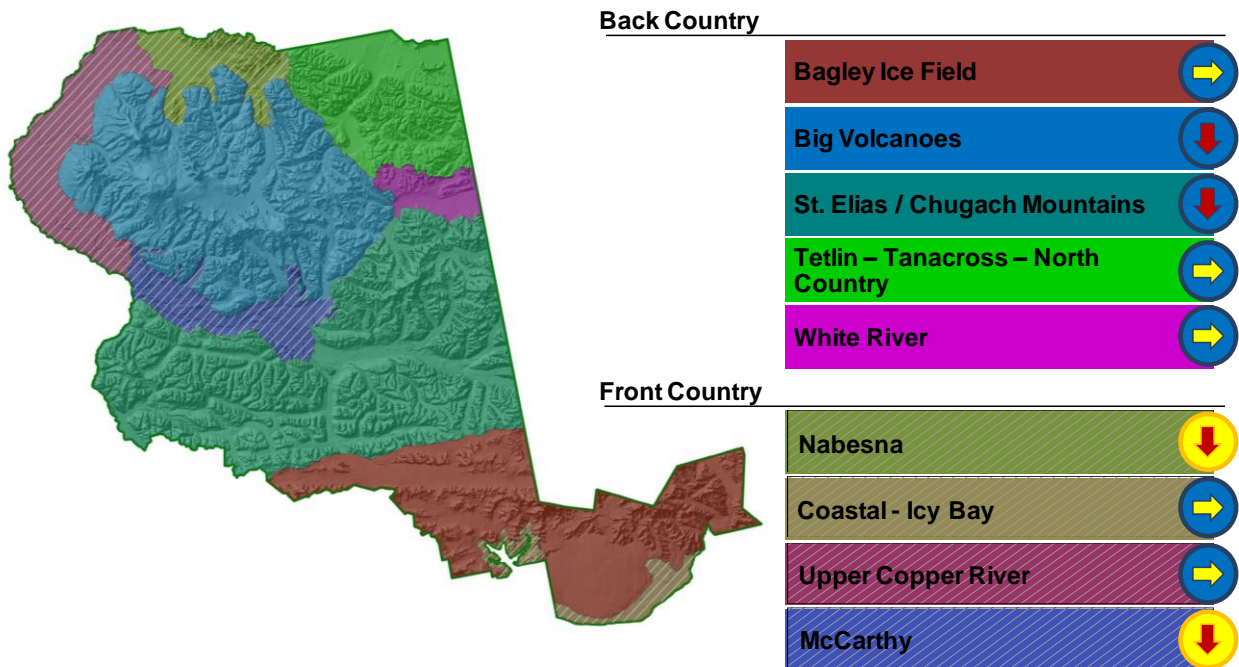 Back Country
Bagley Ice Field
Big Volcanoes
St. Elias / Chugach Mountains
Tetlin – Tanacross – North
Country
White River
Front Country
Nabesna
Coastal - Icy Bay
Upper Copper River
McCarthy